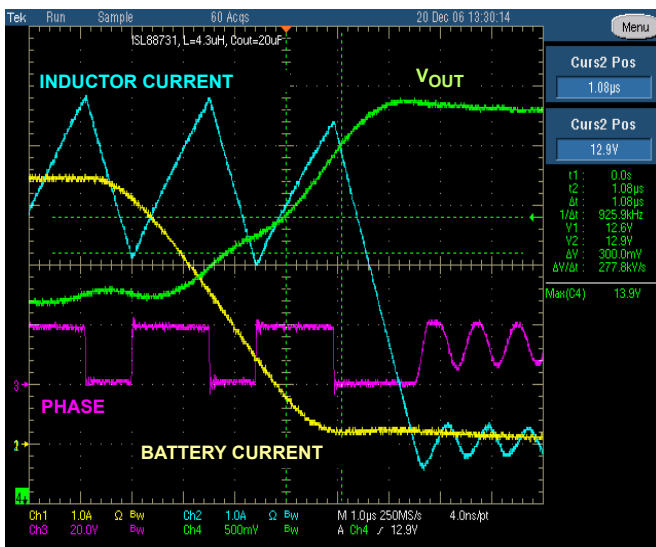 Tek Run Sample 60 Acqs 20 Dec 06 13:30:14
Menu
ISL88731, L=4.3uH, Cout=20uF
INDUCTOR CURRENT
VOUT
PHASE
BATTERY CURRENT
Curs2 Pos
1.08µs
Curs2 Pos
12.9V
t1: 0.0s
t2: 1.08µs
Δt: 1.08µs
1/Δt: 925.9kHz
V1: 12.6V
V2: 12.9V
ΔV: 300.0mV
ΔV/Δt: 277.8kV/s
Max(C4) 13.9V
3
1
4
Ch1 1.0A Ω Bw Ch2 1.0A Ω Bw M 1.0µs 250MS/s 4.0ns/pt
Ch3 20.0V Bw Ch4 500mV Bw A Ch4 / 12.9V